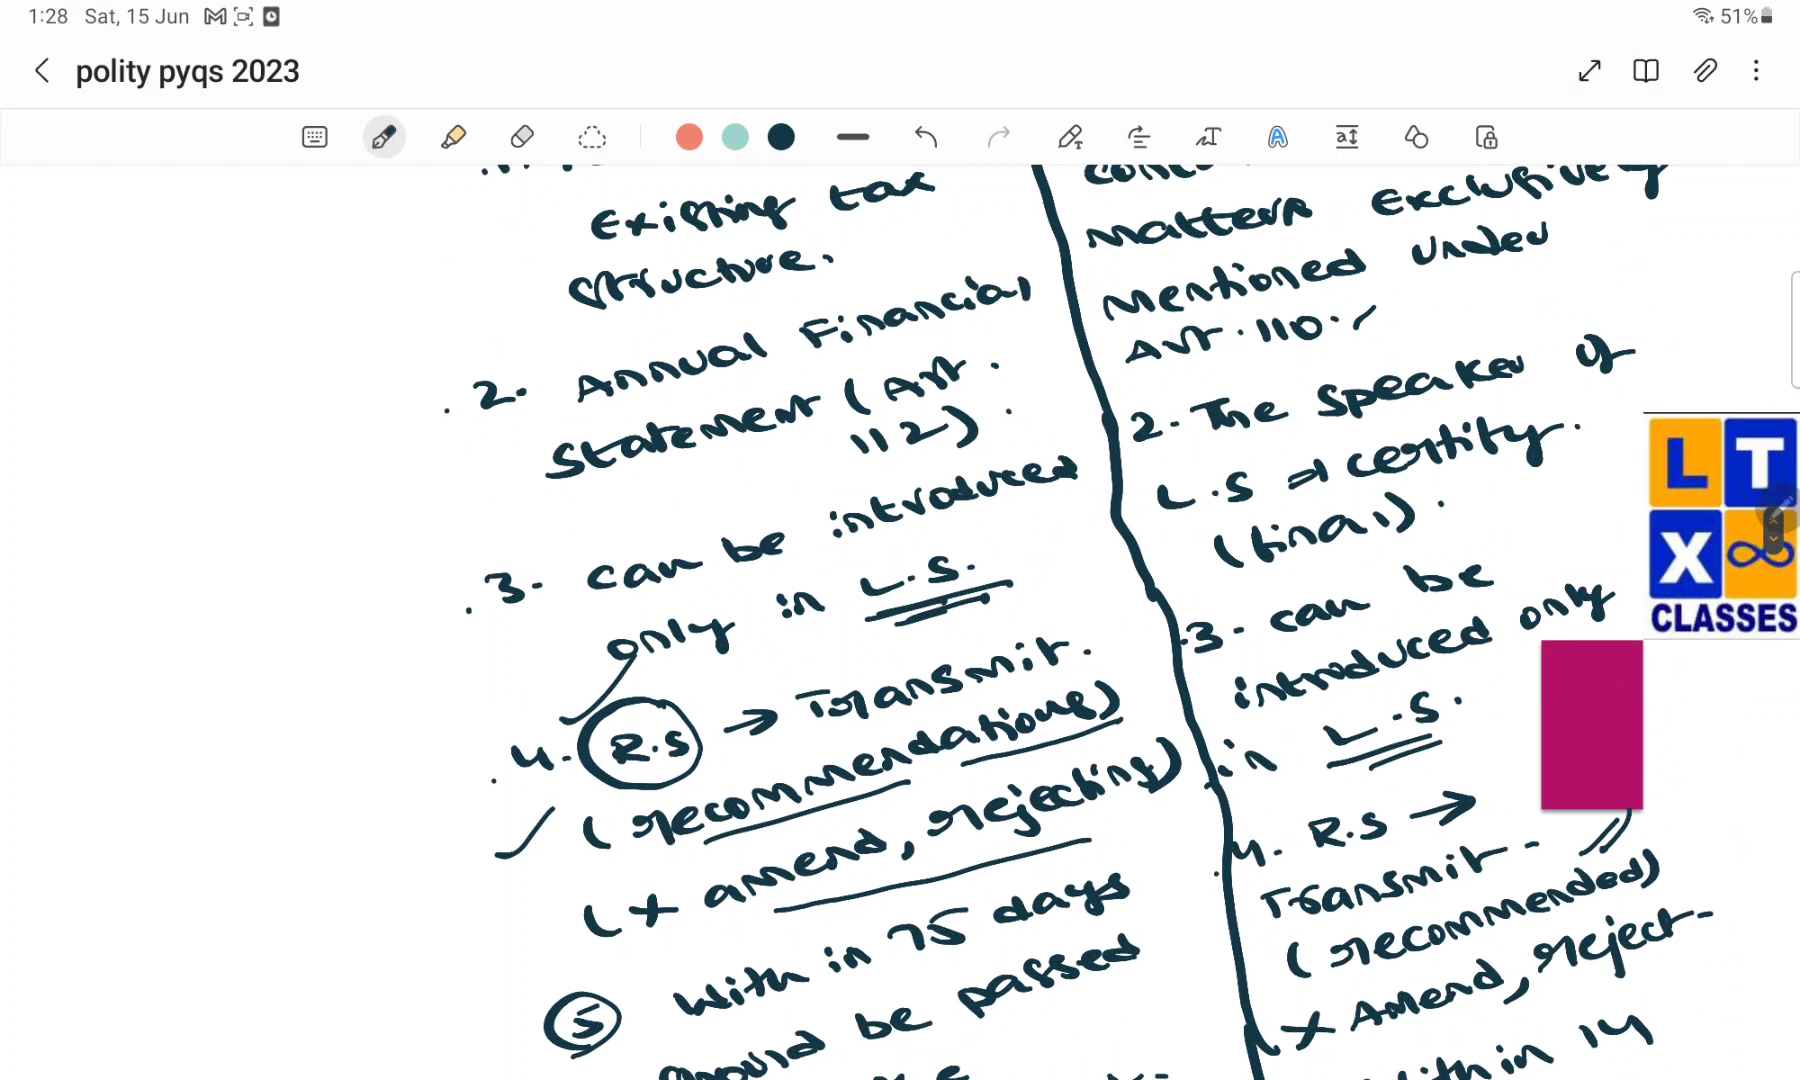 1:28 Sat, 15 Jun
51%
polity pyqs 2023
Existing tax
structure.
2. Annual Financial
statement (Art.
112).
3. can be introduced
only in L.S.
4. R.S → Transmit.
(recommendations)
(x amend, rejecting)
5 with in 75 days
should be passed
matters exclusively
mentioned under
Art. 110.
2. The Speaker of
L.S → certify.
(final).
3. can be
introduced only
in L.S.
4. R.S →
Transmit
(recommended)
(x Amend, reject-
within 14
LTX∞
CLASSES